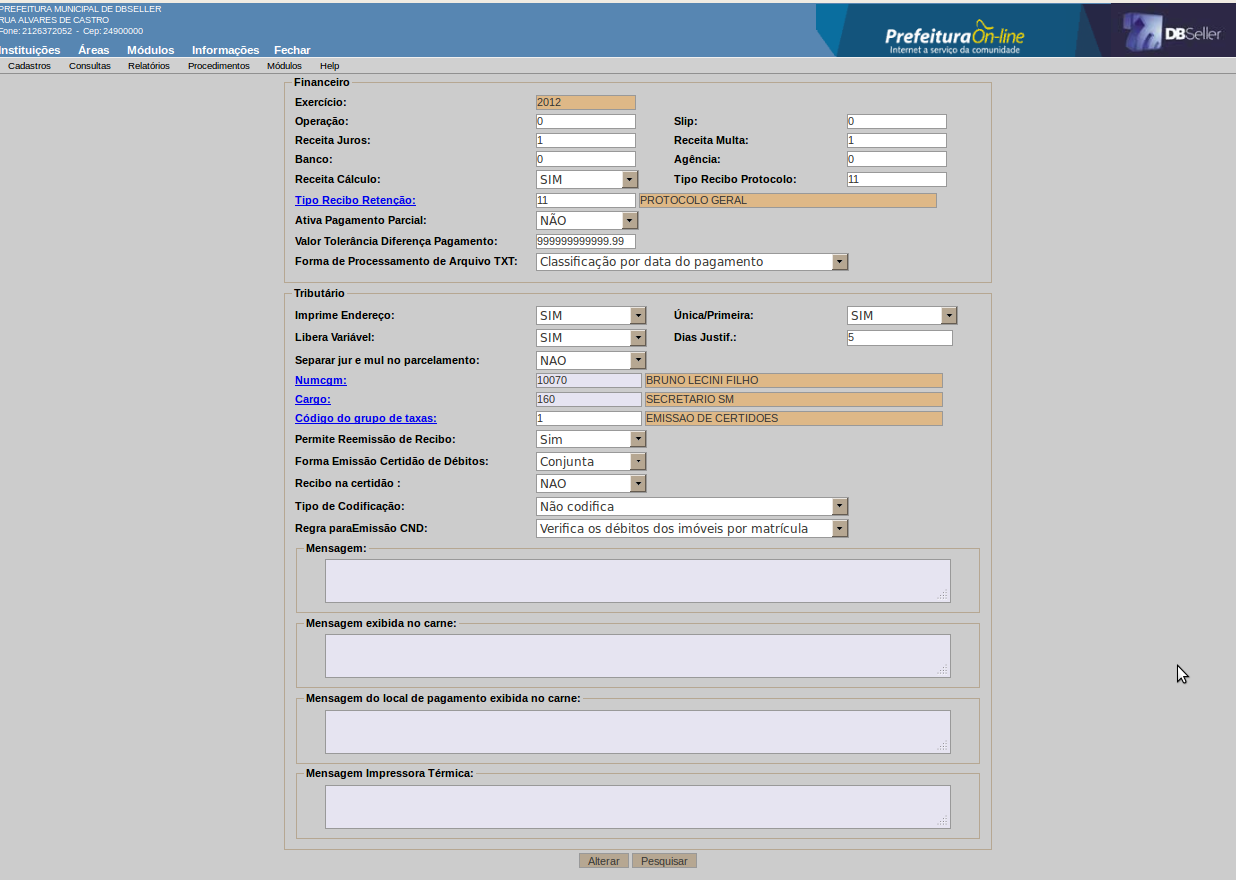 PREFEITURA MUNICIPAL DE DBSELLER
RUA ALVARES DE CASTRO
Fone: 2126372052 - Cep: 24900000
Instituições Áreas Módulos Informações Fechar
PrefeituraOn-line
Internet a serviço da comunidade
DBSeller
Cadastros Consultas Relatórios Procedimentos Módulos Help
Financeiro
Exercício: 2012
Operação: 0 Slip: 0
Receita Juros: 1 Receita Multa: 1
Banco: 0 Agência: 0
Receita Cálculo: SIM Tipo Recibo Protocolo: 11
Tipo Recibo Retenção: 11 PROTOCOLO GERAL
Ativa Pagamento Parcial: NÃO
Valor Tolerância Diferença Pagamento: 999999999999.99
Forma de Processamento de Arquivo TXT: Classificação por data do pagamento
Tributário
Imprime Endereço: SIM Única/Primeira: SIM
Libera Variável: SIM Dias Justif.: 5
Separar jur e mul no parcelamento: NAO
Numcgm: 10070 BRUNO LECINI FILHO
Cargo: 160 SECRETARIO SM
Código do grupo de taxas: 1 EMISSAO DE CERTIDOES
Permite Reemissão de Recibo: Sim
Forma Emissão Certidão de Débitos: Conjunta
Recibo na certidão : NAO
Tipo de Codificação: Não codifica
Regra paraEmissão CND: Verifica os débitos dos imóveis por matrícula
Mensagem:
Mensagem exibida no carne:
Mensagem do local de pagamento exibida no carne:
Mensagem Impressora Térmica:
Alterar Pesquisar